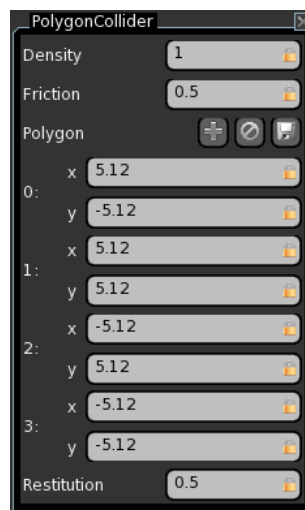 PolygonCollider
Density 1
Friction 0.5
Polygon
0:
x 5.12
y -5.12
1:
x 5.12
y 5.12
2:
x -5.12
y 5.12
3:
x -5.12
y -5.12
Restitution 0.5